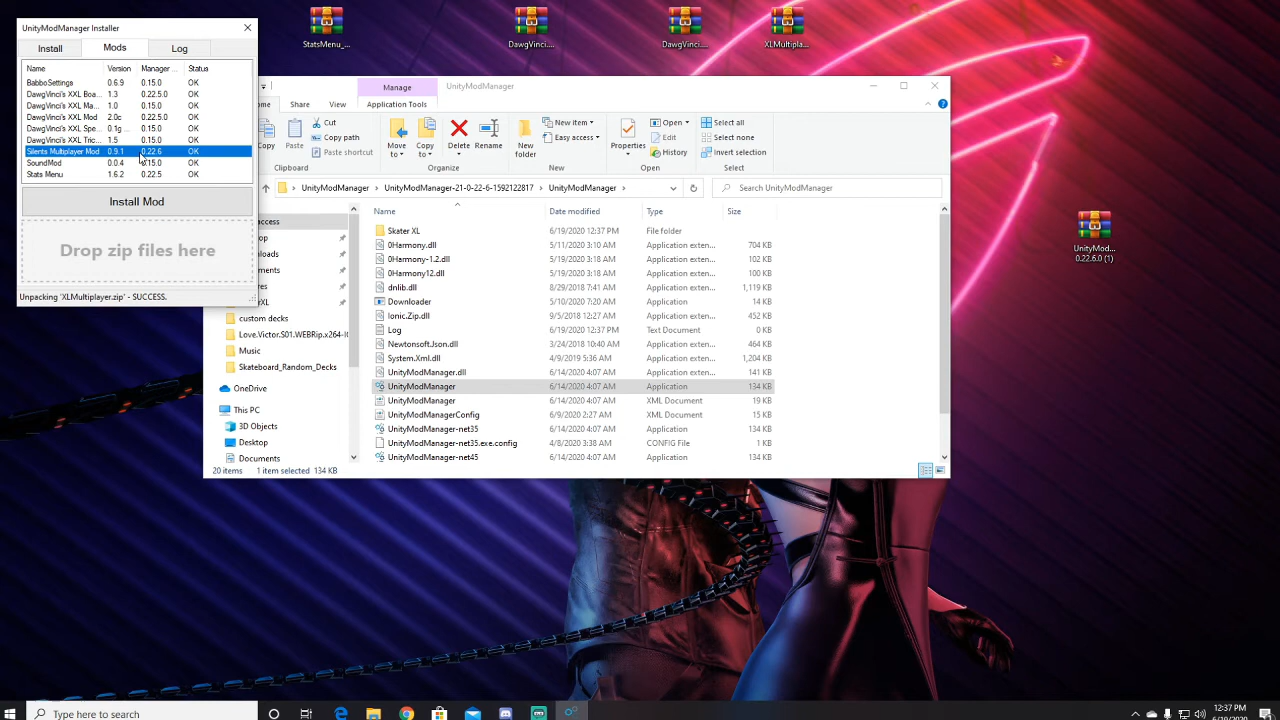 UnityModManager Installer
Install Mods Log
Name Version Manager ... Status
BabboSettings 0.6.9 0.15.0 OK
DawgVinci's XXL Boa... 1.3 0.22.5.0 OK
DawgVinci's XXL Ma... 1.0 0.22.5.0 OK
DawgVinci's XXL Mod 2.0c 0.22.5.0 OK
DawgVinci's XXL Spe... 0.1g ... 0.15.0 OK
DawgVinci's XXL Tric... 1.5 0.15.0 OK
Silents Multiplayer Mod 0.9.1 0.22.6 OK
SoundMod 0.0.4 0.15.0 OK
Stats Menu 1.6.2 0.22.5 OK
Install Mod
Drop zip files here
Unpacking 'XLMultiplayer.zip' - SUCCESS.
StatsMenu_...
DawgVinci....
DawgVinci....
XLMultipla...
UnityMod...
0.22.6.0 (1)
Manage UnityModManager
Share View Application Tools
Copy Paste
Cut
Copy path
Paste shortcut
Clipboard
Move to Copy to Delete Rename
Organize
New folder
New item
Easy access
New
Properties
Open
Edit
History
Open
Select all
Select none
Invert selection
Select
UnityModManager > UnityModManager-21-0-22-6-1592122817 > UnityModManager >
Search UnityModManager
custom decks
Love.Victor.S01.WEBRip.x264-I
Music
Skateboard_Random_Decks
OneDrive
This PC
3D Objects
Desktop
Documents
Name Date modified Type Size
Skater XL 6/19/2020 12:37 PM File folder
0Harmony.dll 5/11/2020 3:10 AM Application exten... 704 KB
0Harmony-1.2.dll 5/19/2020 3:18 AM Application exten... 102 KB
0Harmony12.dll 5/19/2020 3:18 AM Application exten... 100 KB
dnlib.dll 8/29/2018 7:41 AM Application exten... 1,119 KB
Downloader 5/10/2020 7:20 AM Application 14 KB
Ionic.Zip.dll 9/5/2018 12:27 AM Application exten... 452 KB
Log 6/19/2020 12:37 PM Text Document 0 KB
Newtonsoft.Json.dll 3/24/2018 10:40 AM Application exten... 464 KB
System.Xml.dll 4/9/2019 5:36 AM Application exten... 1,204 KB
UnityModManager.dll 6/14/2020 4:07 AM Application exten... 141 KB
UnityModManager 6/14/2020 4:07 AM Application 134 KB
UnityModManager 6/14/2020 4:07 AM XML Document 19 KB
UnityModManagerConfig 6/9/2020 2:27 AM XML Document 15 KB
UnityModManager-net35 6/14/2020 4:07 AM Application 134 KB
UnityModManager-net35.exe.config 4/8/2020 3:38 AM CONFIG File 1 KB
UnityModManager-net45 6/14/2020 4:07 AM Application 134 KB
20 items 1 item selected 134 KB
Type here to search
12:37 PM